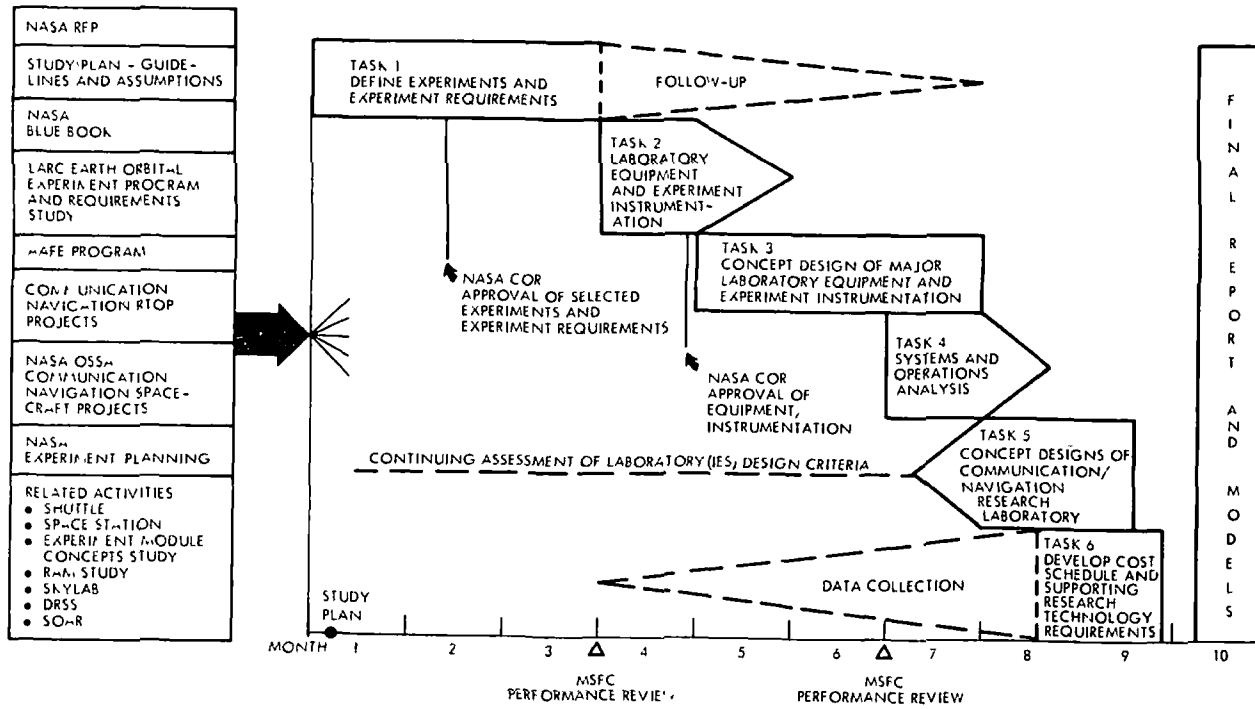 NASA RFP
STUDY PLAN - GUIDE-
LINES AND ASSUMPTIONS
NASA
BLUE BOOK
LARC EARTH ORBITAL
EXPERIMENT PROGRAM
AND REQUIREMENTS
STUDY
AAFE PROGRAM
COMMUNICATION
NAVIGATION RTOP
PROJECTS
NASA OSSA
COMMUNICATION
NAVIGATION SPACE-
CRAFT PROJECTS
NASA
EXPERIMENT PLANNING
RELATED ACTIVITIES
● SHUTTLE
● SPACE STATION
● EXPERIMENT MODULE
CONCEPTS STUDY
● RAM STUDY
● SKYLAB
● DRSS
● SOAR
TASK 1
DEFINE EXPERIMENTS AND
EXPERIMENT REQUIREMENTS
FOLLOW-UP
TASK 2
LABORATORY
EQUIPMENT
AND EXPERIMENT
INSTRUMENT-
ATION
NASA COR
APPROVAL OF SELECTED
EXPERIMENTS AND
EXPERIMENT REQUIREMENTS
TASK 3
CONCEPT DESIGN OF MAJOR
LABORATORY EQUIPMENT AND
EXPERIMENT INSTRUMENTATION
NASA COR
APPROVAL OF
EQUIPMENT,
INSTRUMENTATION
TASK 4
SYSTEMS AND
OPERATIONS
ANALYSIS
CONTINUING ASSESSMENT OF LABORATORY (IES) DESIGN CRITERIA
TASK 5
CONCEPT DESIGNS OF
COMMUNICATION/
NAVIGATION
RESEARCH
LABORATORY
DATA COLLECTION
TASK 6
DEVELOP COST
SCHEDULE AND
SUPPORTING
RESEARCH
TECHNOLOGY
REQUIREMENTS
STUDY
PLAN
MONTH 1 2 3 4 5 6 7 8 9 10
MSFC
PERFORMANCE REVIEW
MSFC
PERFORMANCE REVIEW
FINAL REPORT AND MODELS